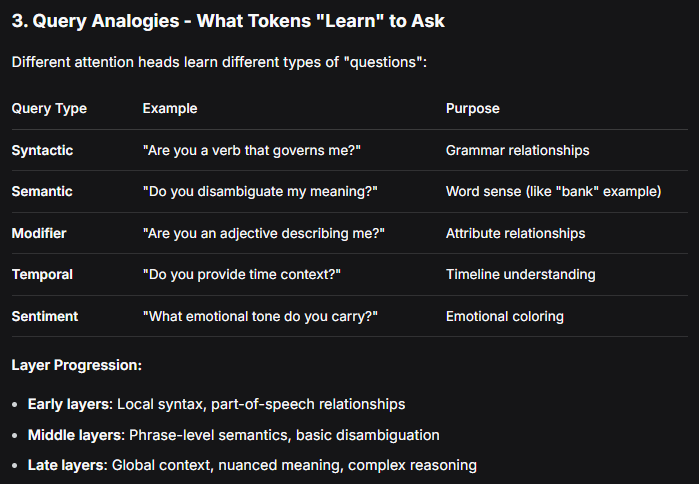 3. Query Analogies - What Tokens "Learn" to Ask
Different attention heads learn different types of "questions":
Query Type Example Purpose
Syntactic "Are you a verb that governs me?" Grammar relationships
Semantic "Do you disambiguate my meaning?" Word sense (like "bank" example)
Modifier "Are you an adjective describing me?" Attribute relationships
Temporal "Do you provide time context?" Timeline understanding
Sentiment "What emotional tone do you carry?" Emotional coloring
Layer Progression:
• Early layers: Local syntax, part-of-speech relationships
• Middle layers: Phrase-level semantics, basic disambiguation
• Late layers: Global context, nuanced meaning, complex reasoning